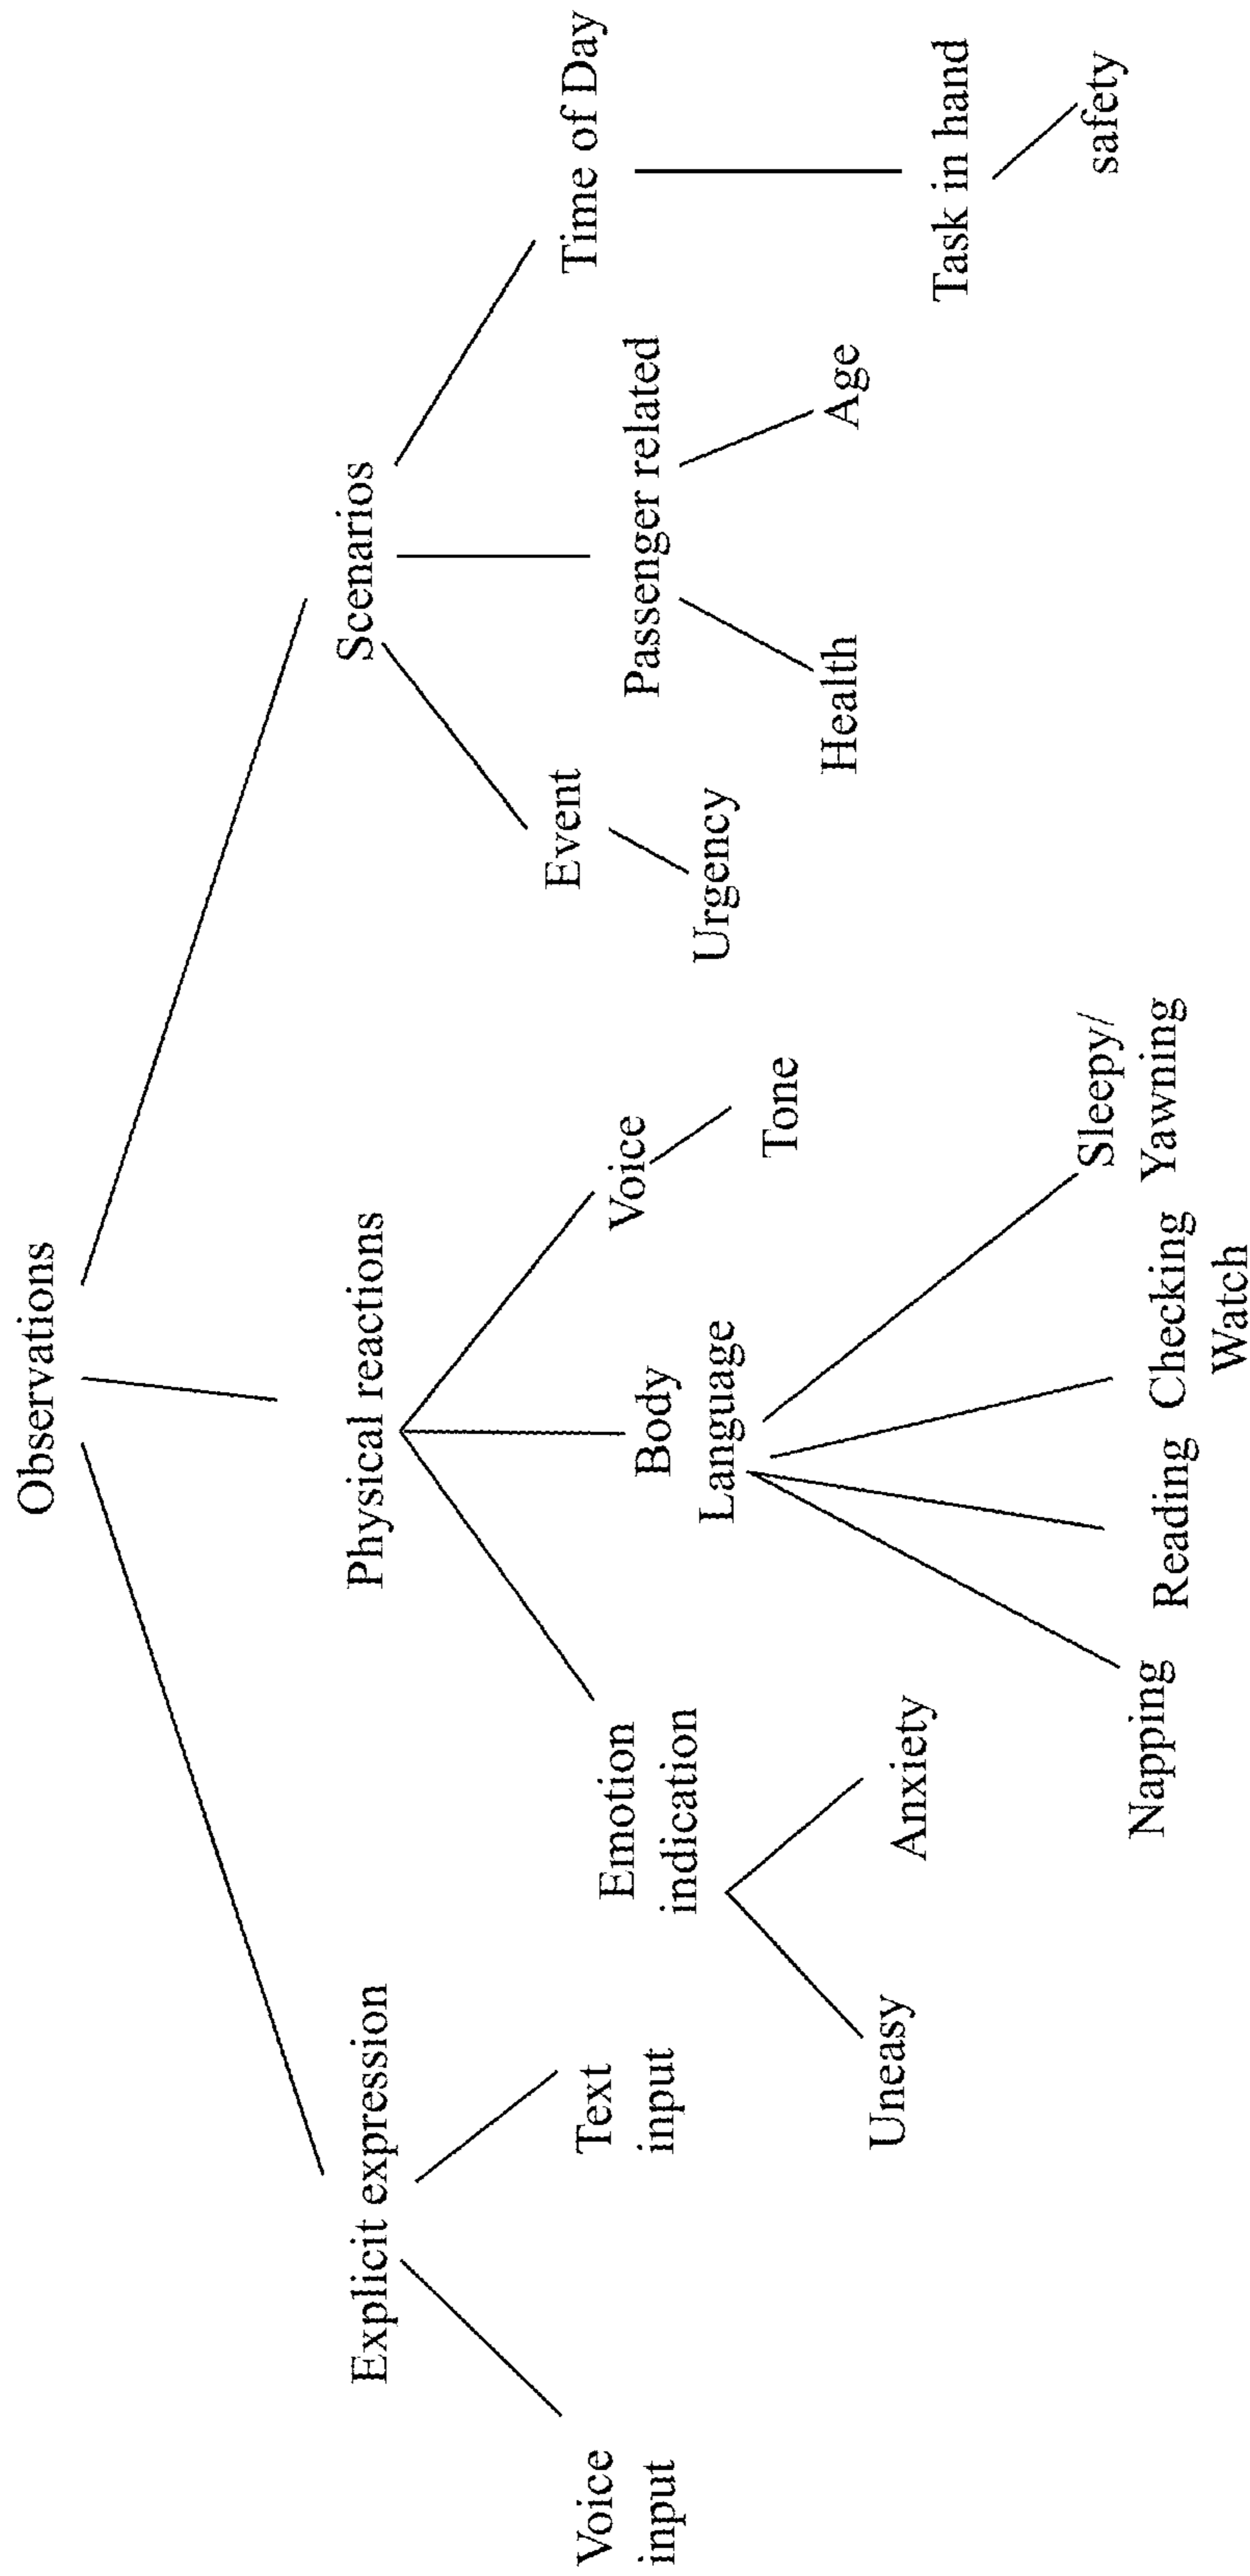 Observations
Explicit expression
Physical reactions
Scenarios
Voice
input
Text
input
Emotion
indication
Body
Language
Voice
Event
Passenger related
Time of Day
Uneasy
Anxiety
Tone
Urgency
Health
Age
Task in hand
Napping
Reading
Checking
Watch
Sleepy/
Yawning
safety